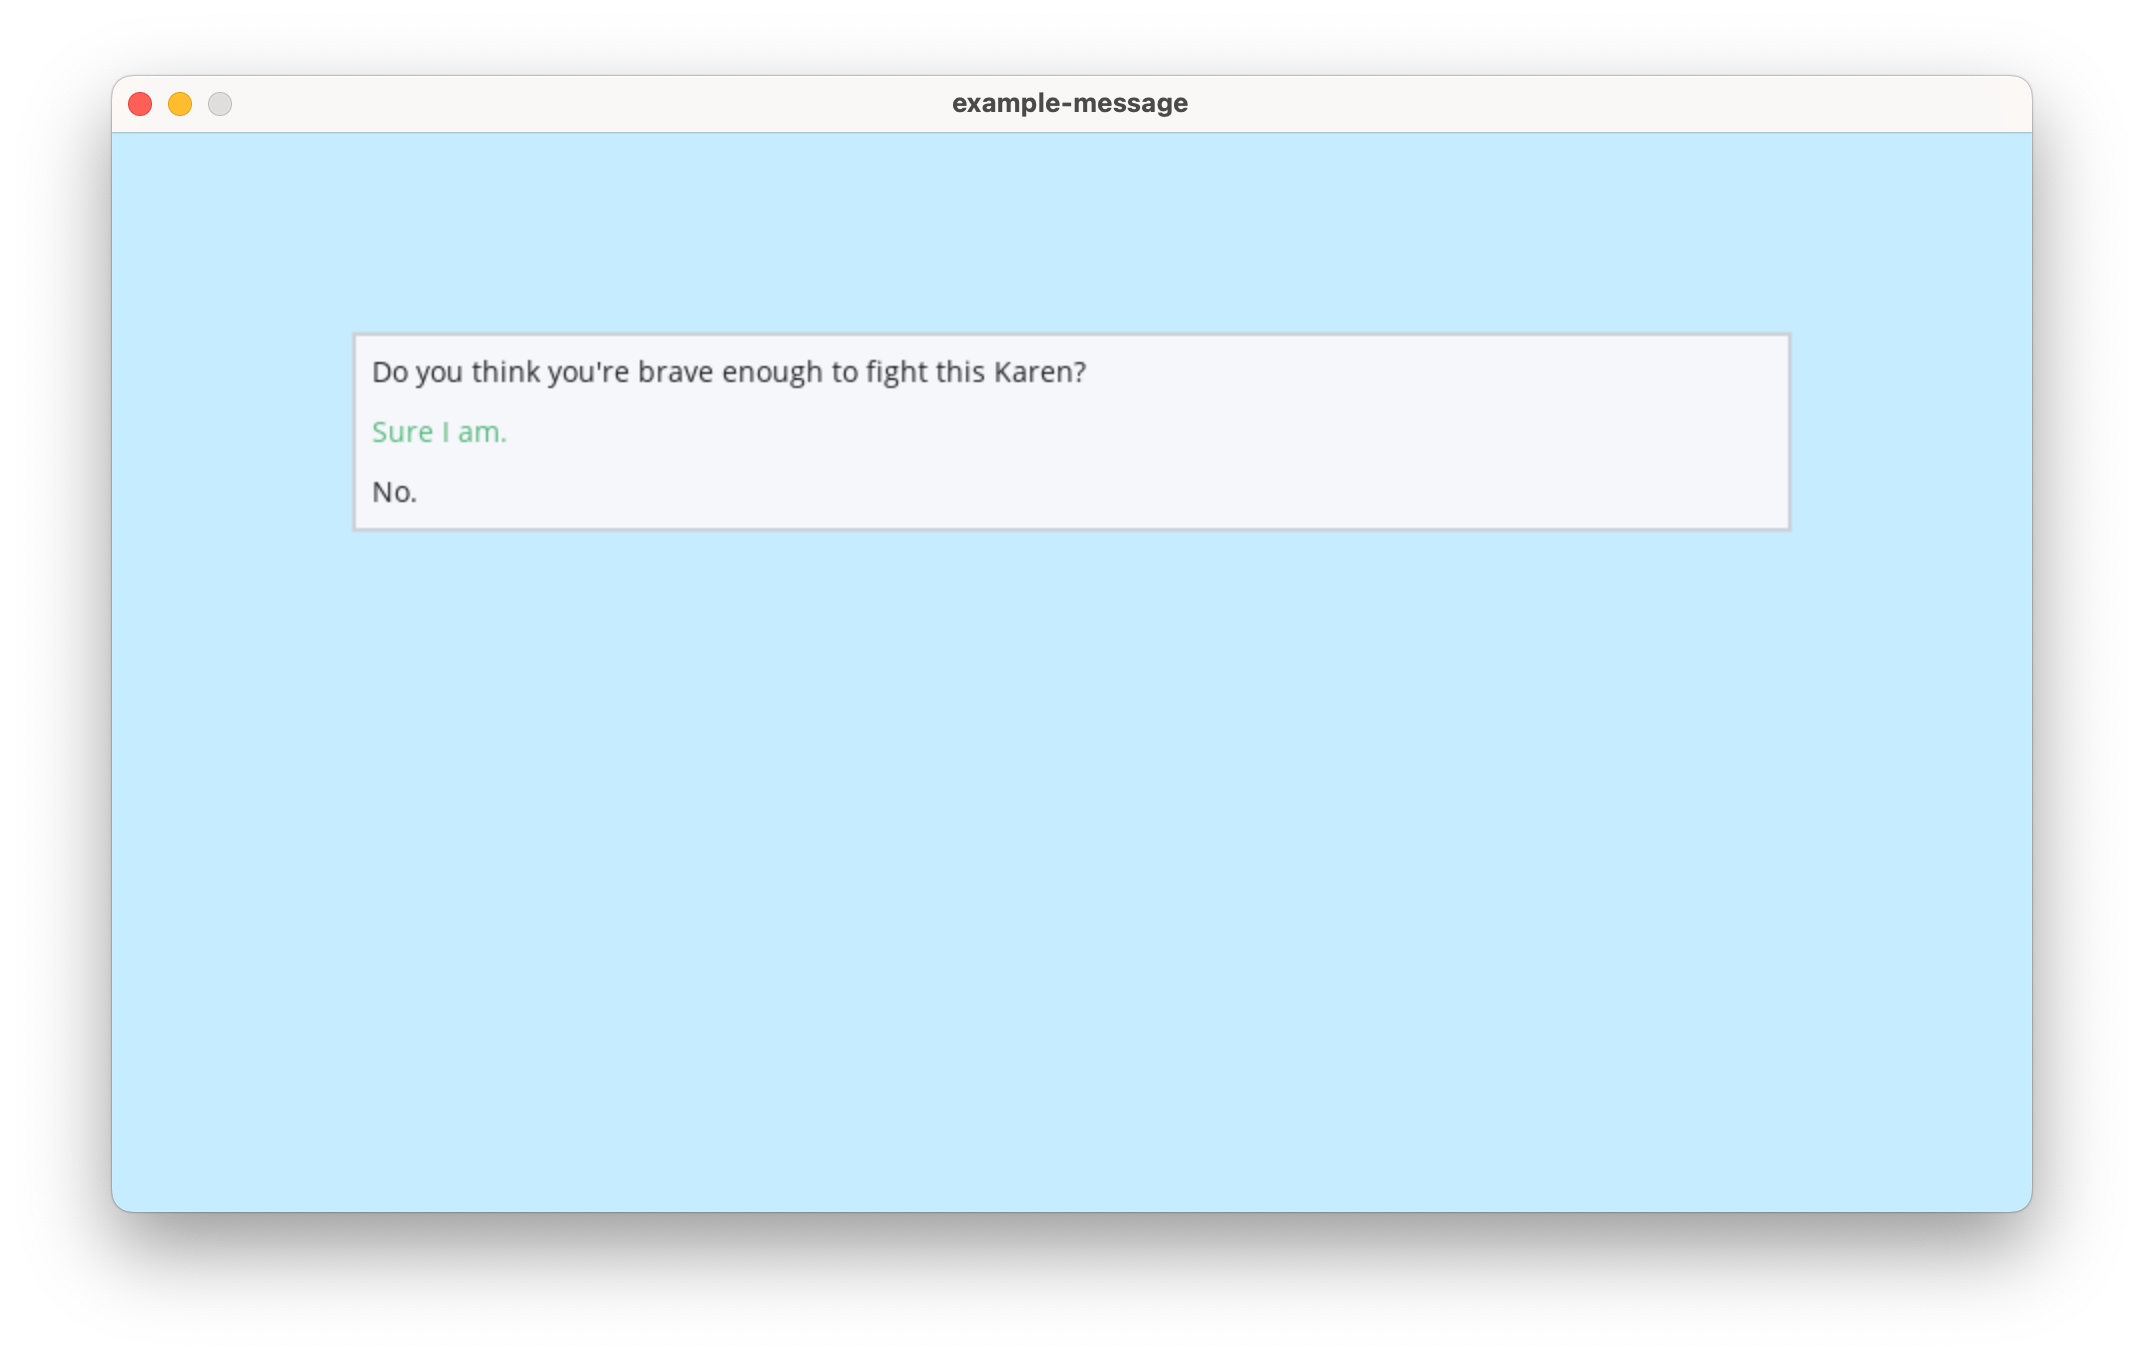 example-message
Do you think you're brave enough to fight this Karen?
Sure I am.
No.